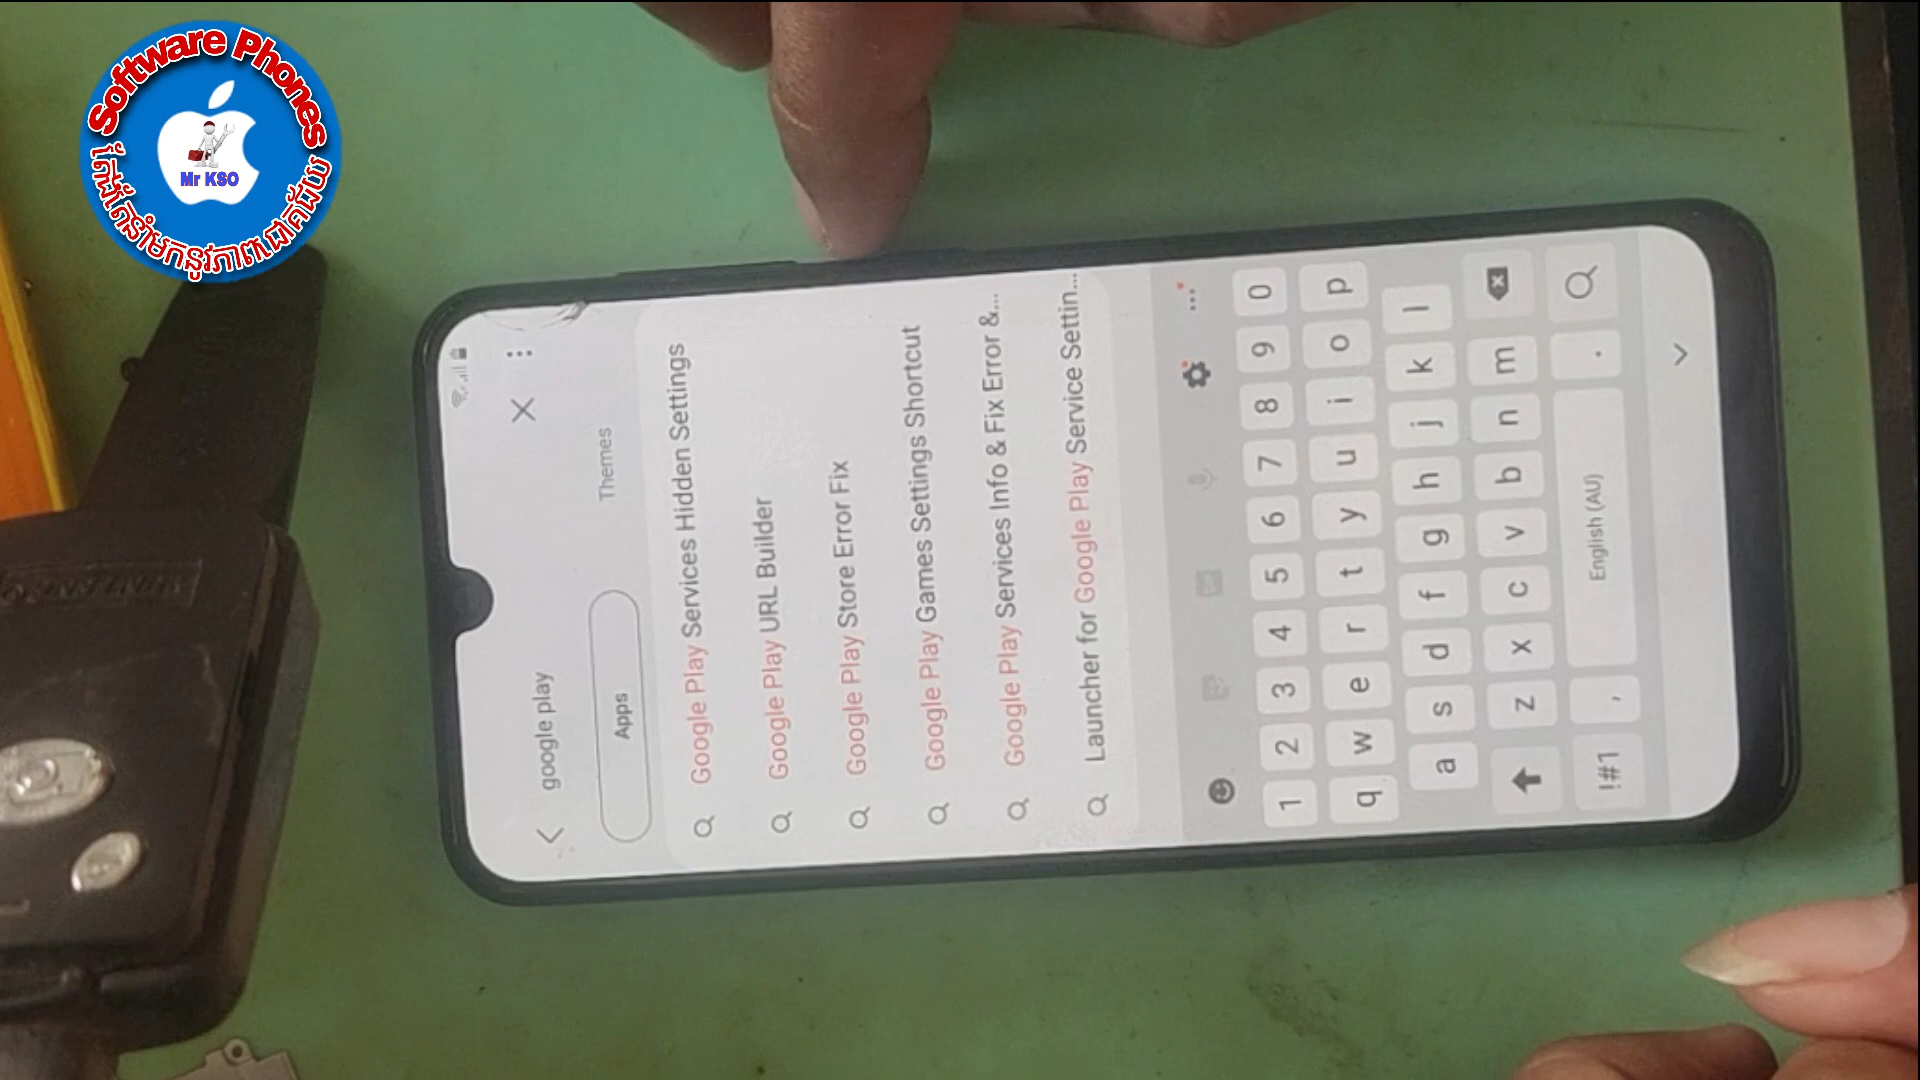 Software Phones
Mr KSO
google play
Apps
Themes
Google Play Services Hidden Settings
Google Play URL Builder
Google Play Store Error Fix
Google Play Games Settings Shortcut
Google Play Services Info & Fix Error &...
Launcher for Google Play Service Settin...
1 2 3 4 5 6 7 8 9 0
q w e r t y u i o p
a s d f g h j k l
z x c v b n m
!#1 , English (AU) .